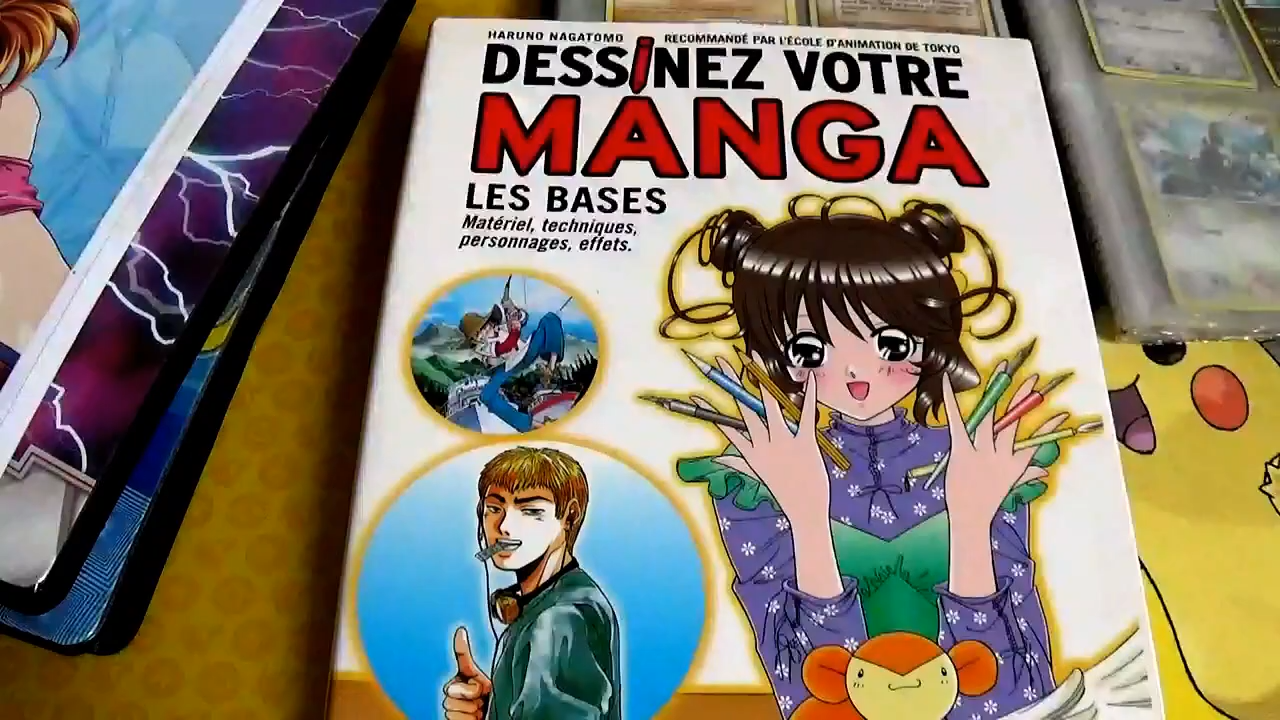 HARUNO NAGATOMO RECOMMANDÉ PAR L'ÉCOLE D'ANIMATION DE TOKYO
DESSiNEZ VOTRE
MANGA
LES BASES
Matériel, techniques,
personnages, effets.